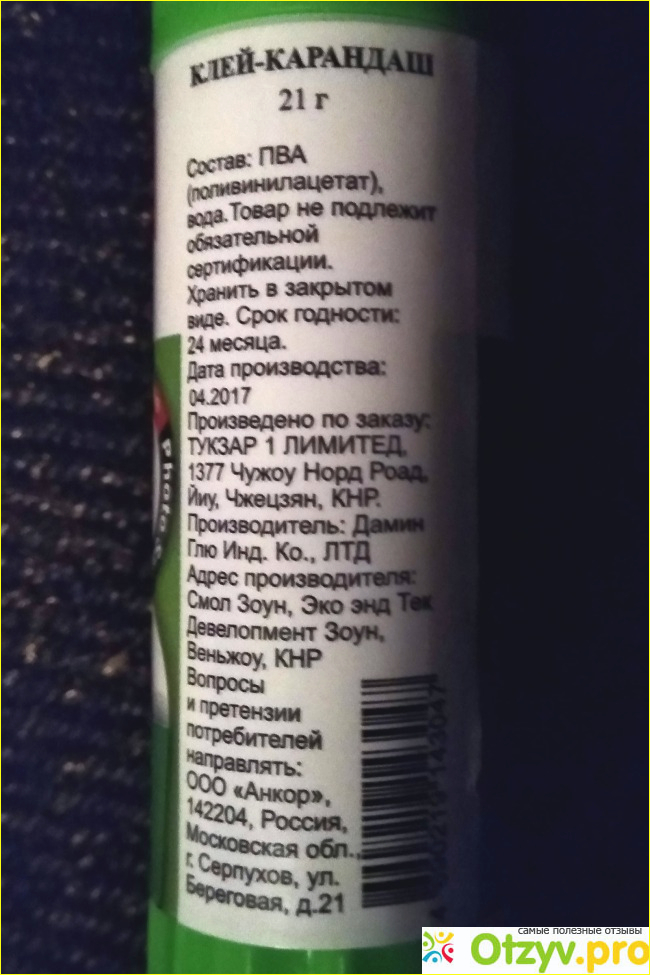 КЛЕЙ-КАРАНДАШ
21 г
Состав: ПВА
(поливинилацетат),
вода.Товар не подлежит
обязательной
сертификации.
Хранить в закрытом
виде. Срок годности:
24 месяца.
Дата производства:
04.2017
Произведено по заказу:
ТУКЗАР 1 ЛИМИТЕД,
1377 Чужоу Норд Роад,
Йиу, Чжецзян, КНР.
Производитель: Дамин
Глю Инд. Ко., ЛТД
Адрес производителя:
Смол Зоун, Эко энд Тек
Девелопмент Зоун,
Веньжоу, КНР
Вопросы
и претензии
потребителей
направлять:
ООО «Анкор»,
142204, Россия,
Московская обл.,
г. Серпухов, ул.
Береговая, д.21
самые полезные отзывы
Otzyv.pro